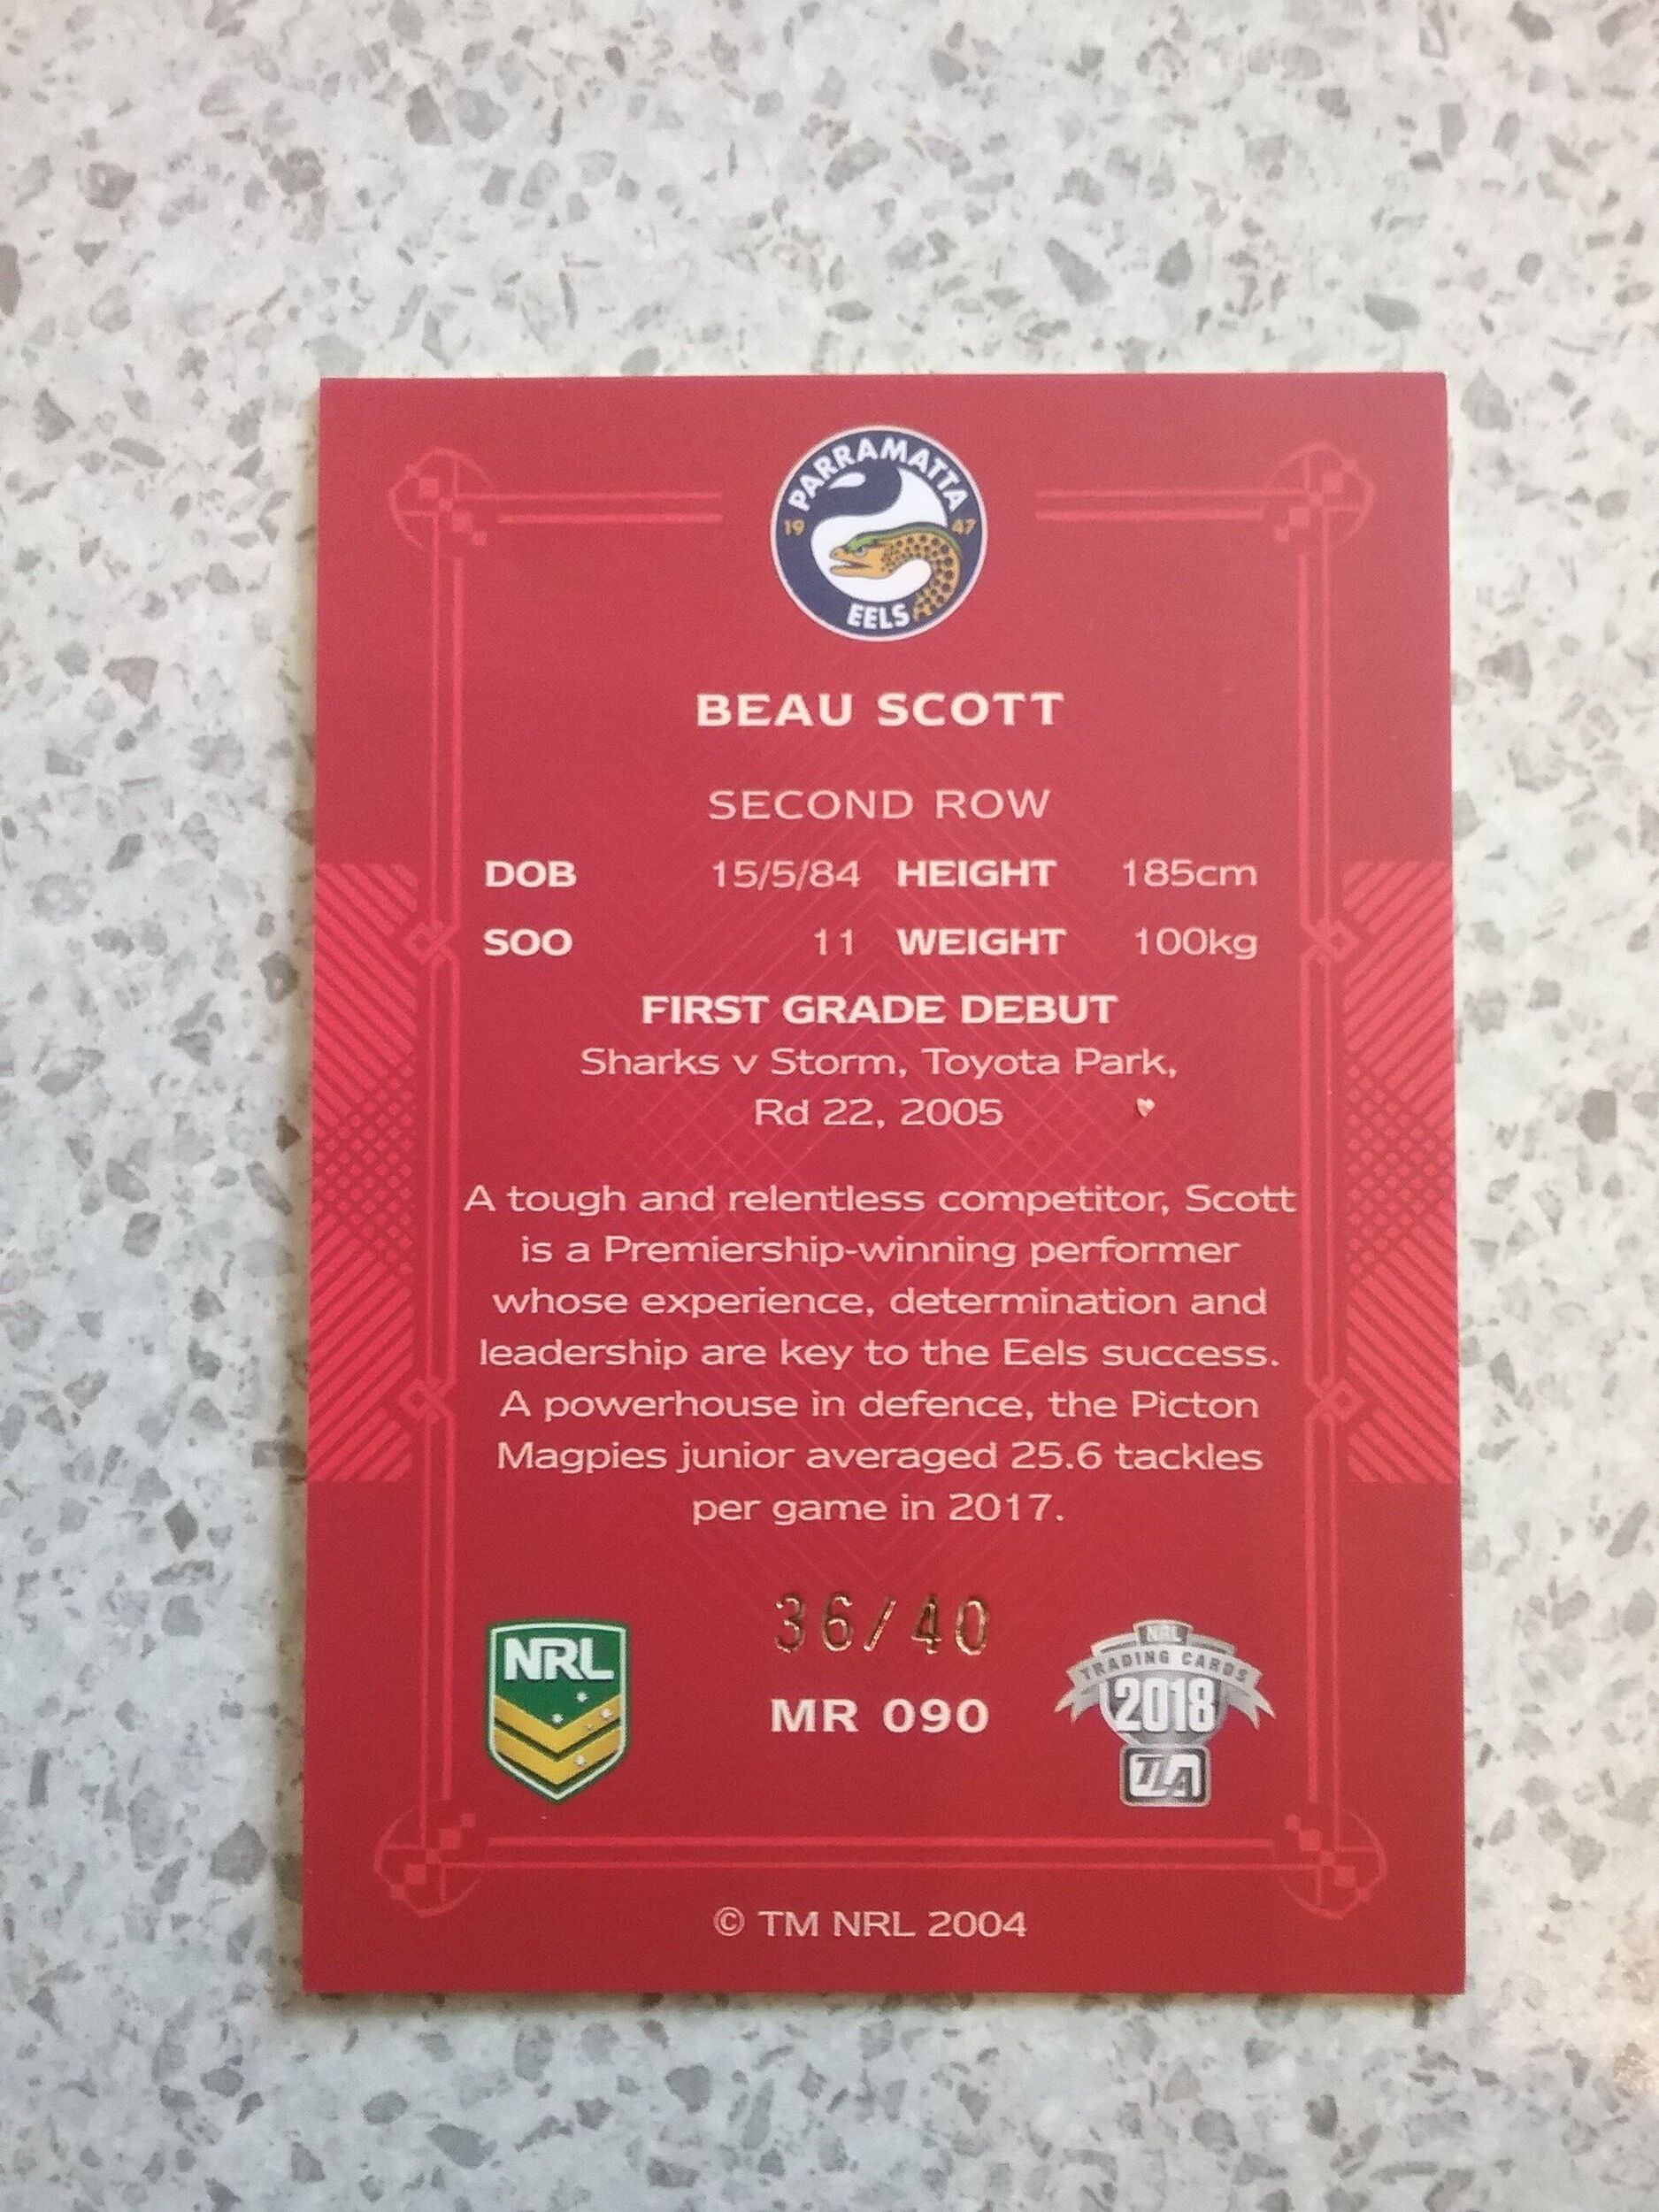 PARRAMATTA
19 47
EELS
BEAU SCOTT
SECOND ROW
DOB 15/5/84 HEIGHT 185cm
SOO 11 WEIGHT 100kg
FIRST GRADE DEBUT
Sharks v Storm, Toyota Park,
Rd 22, 2005
A tough and relentless competitor, Scott
is a Premiership-winning performer
whose experience, determination and
leadership are key to the Eels success.
A powerhouse in defence, the Picton
Magpies junior averaged 25.6 tackles
per game in 2017.
36/40
NRL
MR 090
NRL
TRADING CARDS
2018
TLA
© TM NRL 2004